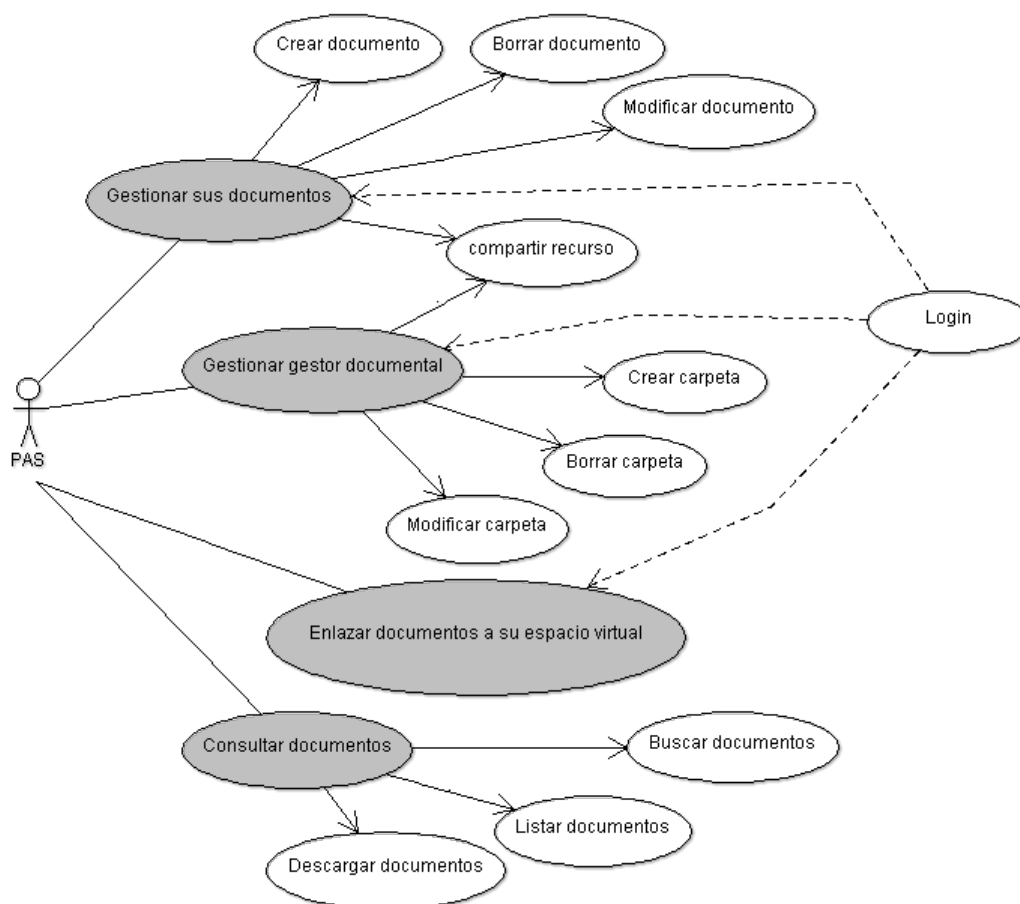 Crear documento
Borrar documento
Modificar documento
Gestionar sus documentos
compartir recurso
Login
Gestionar gestor documental
Crear carpeta
PAS
Borrar carpeta
Modificar carpeta
Enlazar documentos a su espacio virtual
Consultar documentos
Buscar documentos
Listar documentos
Descargar documentos